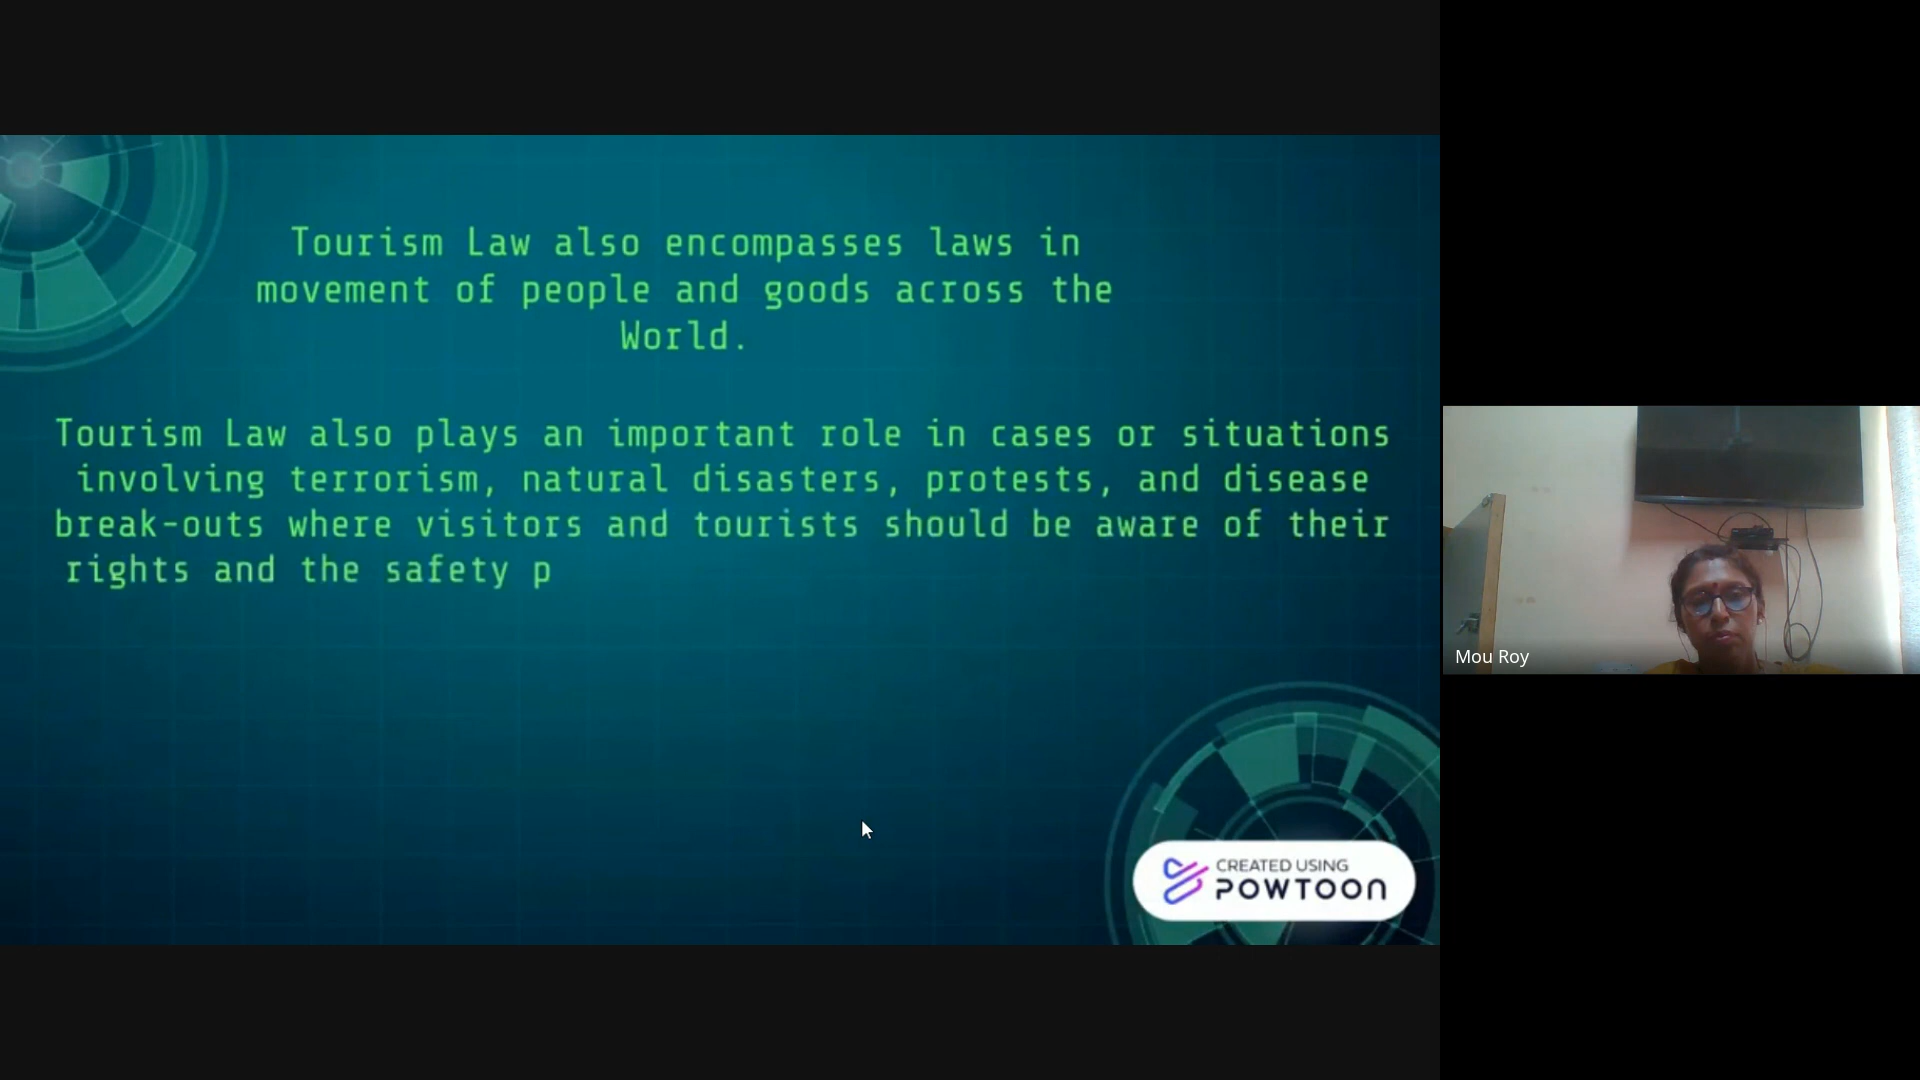 Tourism Law also encompasses laws in
movement of people and goods across the
World.
Tourism Law also plays an important role in cases or situations
involving terrorism, natural disasters, protests, and disease
break-outs where visitors and tourists should be aware of their
rights and the safety p
Mou Roy
CREATED USING
POWTOON